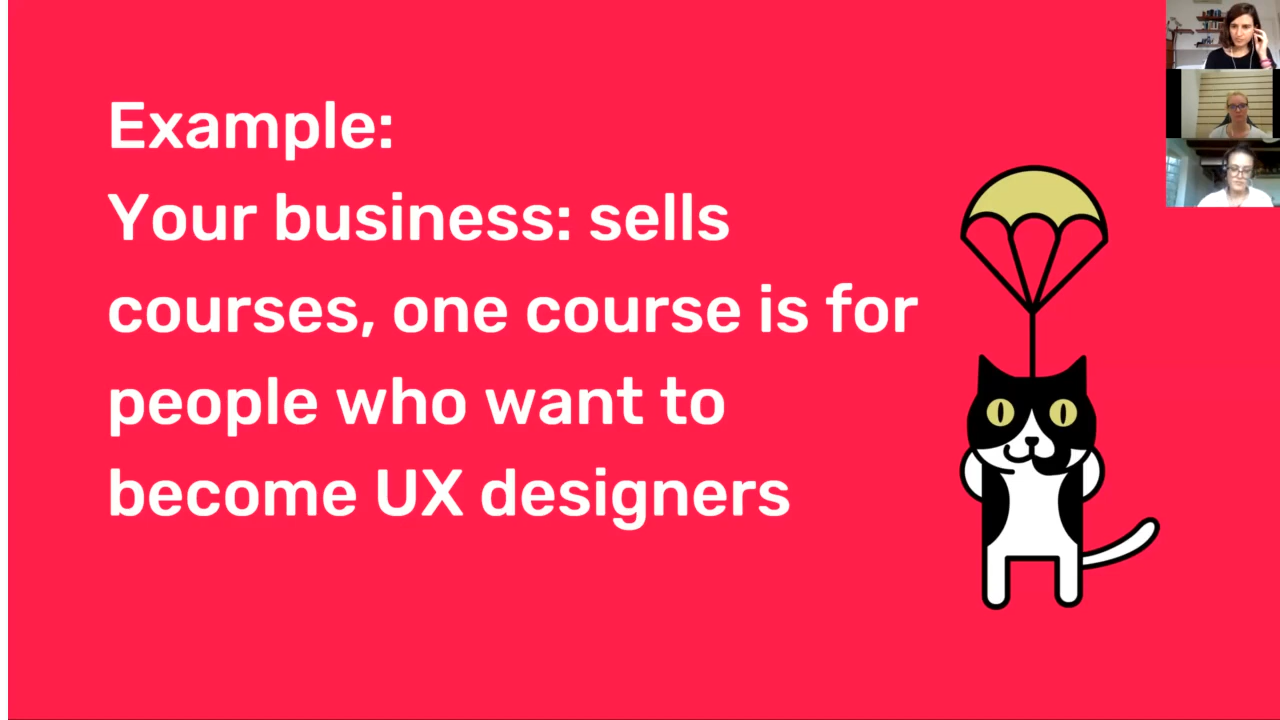 Example:
Your business: sells
courses, one course is for
people who want to
become UX designers